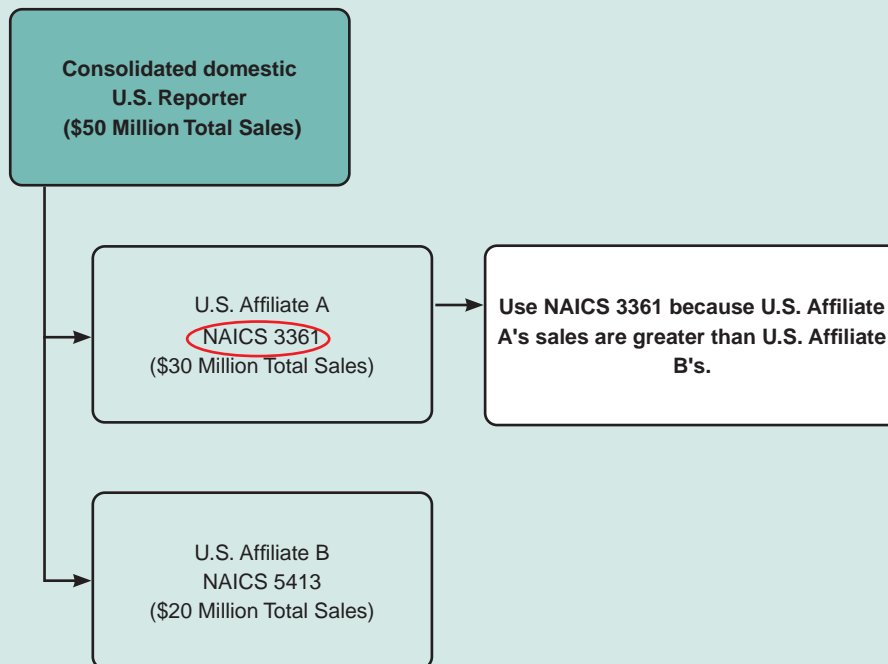 Consolidated domestic
U.S. Reporter
($50 Million Total Sales)
U.S. Affiliate A
NAICS 3361
($30 Million Total Sales)
Use NAICS 3361 because U.S. Affiliate
A's sales are greater than U.S. Affiliate
B's.
U.S. Affiliate B
NAICS 5413
($20 Million Total Sales)